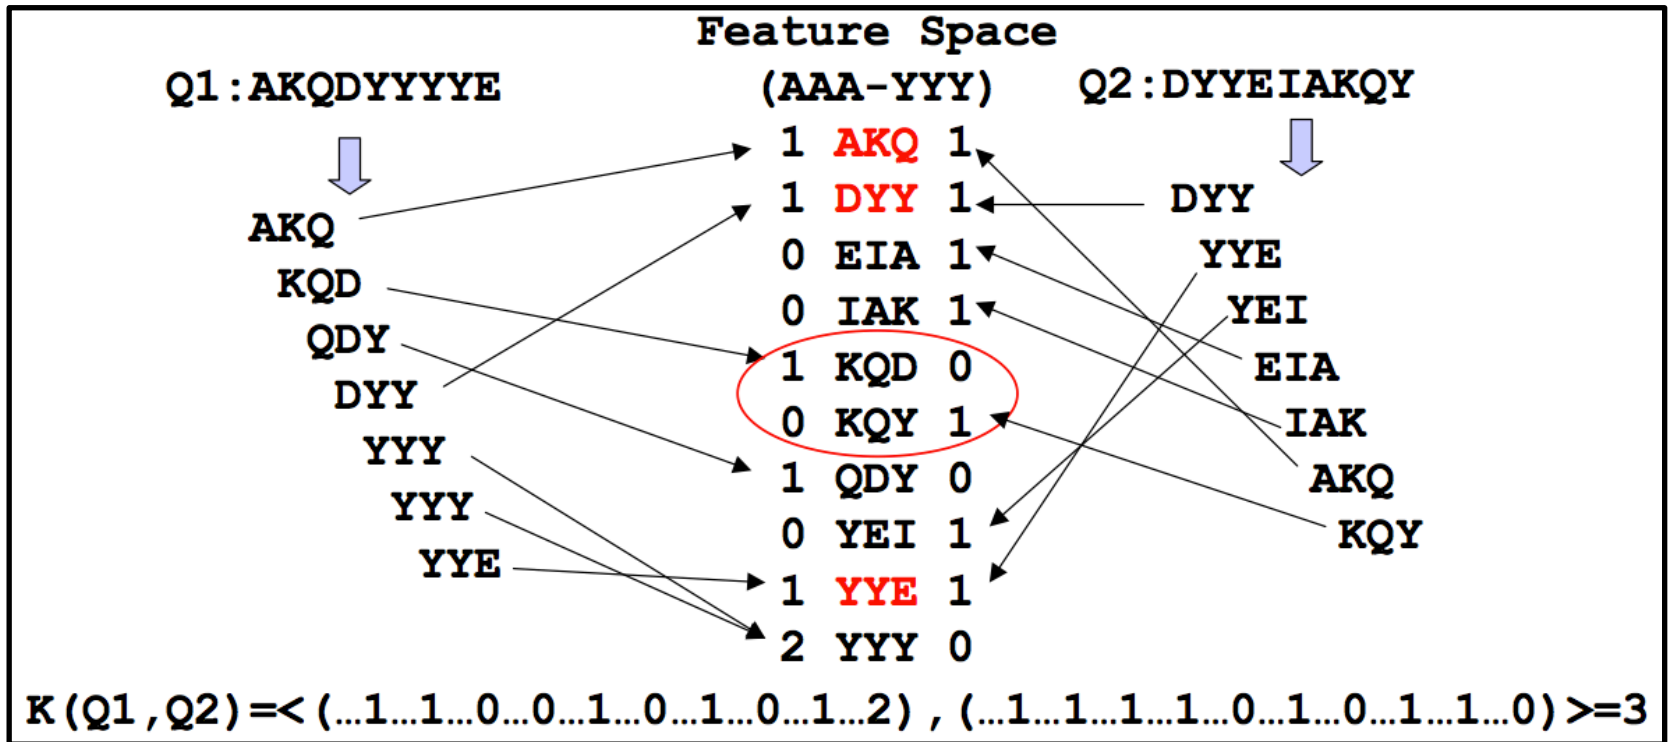 Feature Space
Q1:AKQDYYYYE
(AAA-YYY)
Q2:DYYEIAKQY
AKQ
KQD
QDY
DYY
YYY
YYY
YYE
1 AKQ 1
1 DYY 1
0 EIA 1
0 IAK 1
1 KQD 0
0 KQY 1
1 QDY 0
0 YEI 1
1 YYE 1
2 YYY 0
DYY
YYE
YEI
EIA
IAK
AKQ
KQY
K(Q1,Q2)=<(…1…1…0…0…1…0…1…0…1…2),(…1…1…1…1…0…1…0…1…1…0)>=3